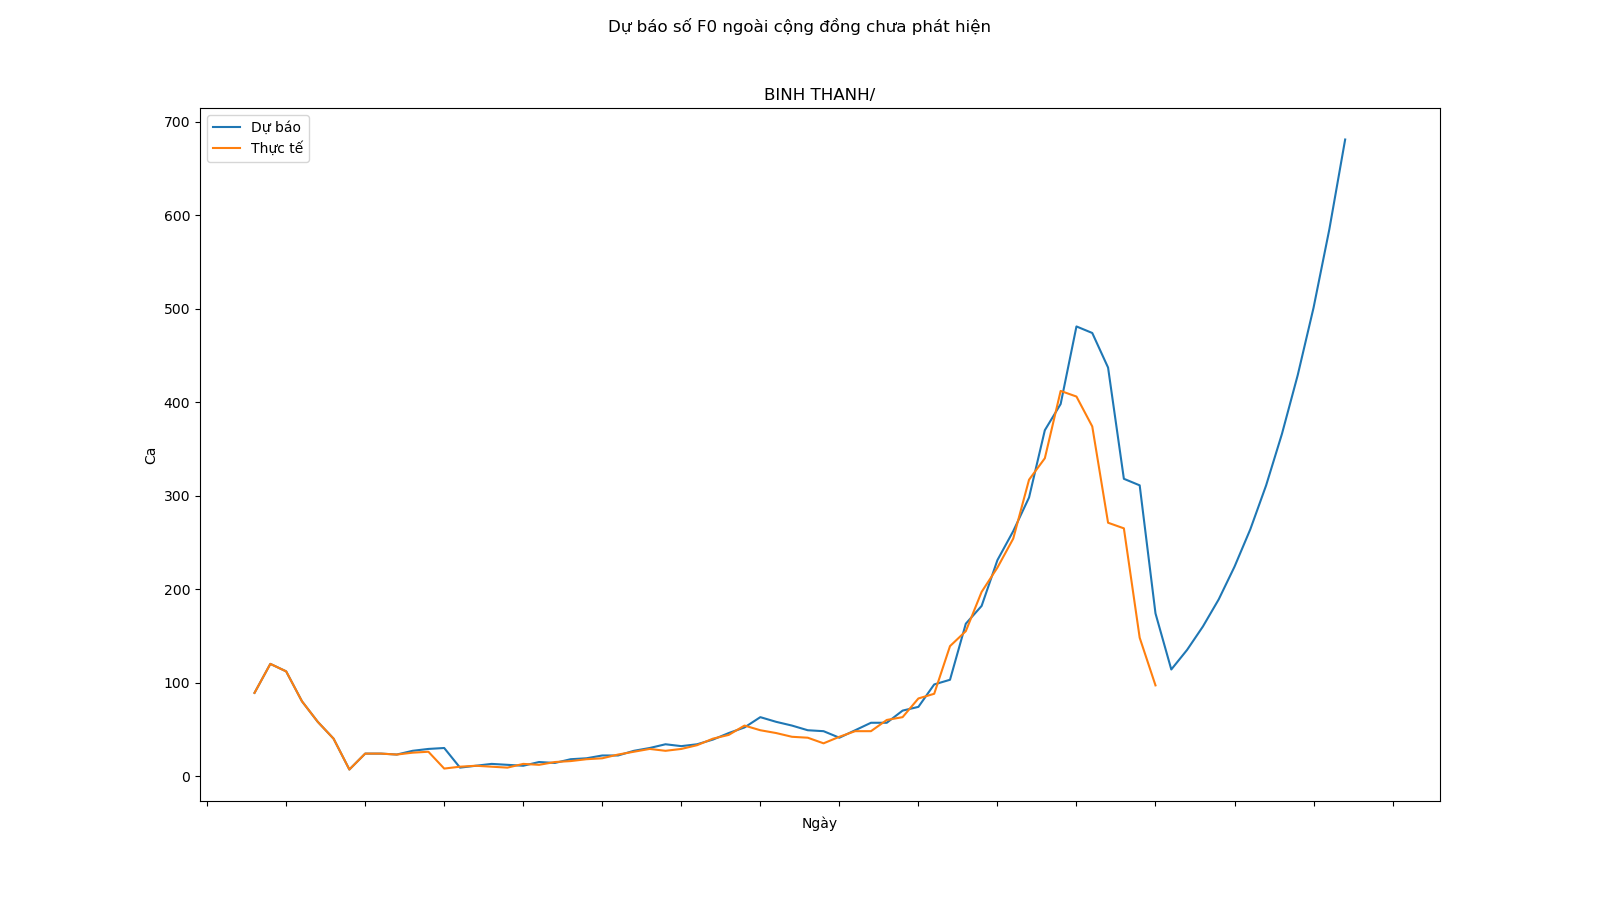 Dự báo số F0 ngoài cộng đồng chưa phát hiện
BINH THANH/
Dự báo
Thực tế
700
600
500
400
300
200
100
0
Ca
Ngày